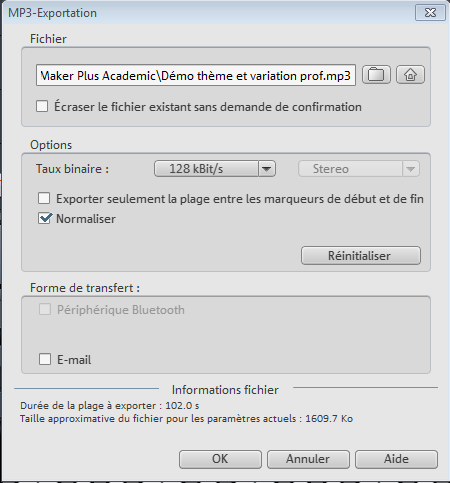 MP3-Exportation
Fichier
Maker Plus Academic\Démo thème et variation prof.mp3
Écraser le fichier existant sans demande de confirmation
Options
Taux binaire :
128 kBit/s
Stereo
Exporter seulement la plage entre les marqueurs de début et de fin
Normaliser
Réinitialiser
Forme de transfert :
Périphérique Bluetooth
E-mail
Informations fichier
Durée de la plage à exporter : 102.0 s
Taille approximative du fichier pour les paramètres actuels : 1609.7 Ko
OK
Annuler
Aide